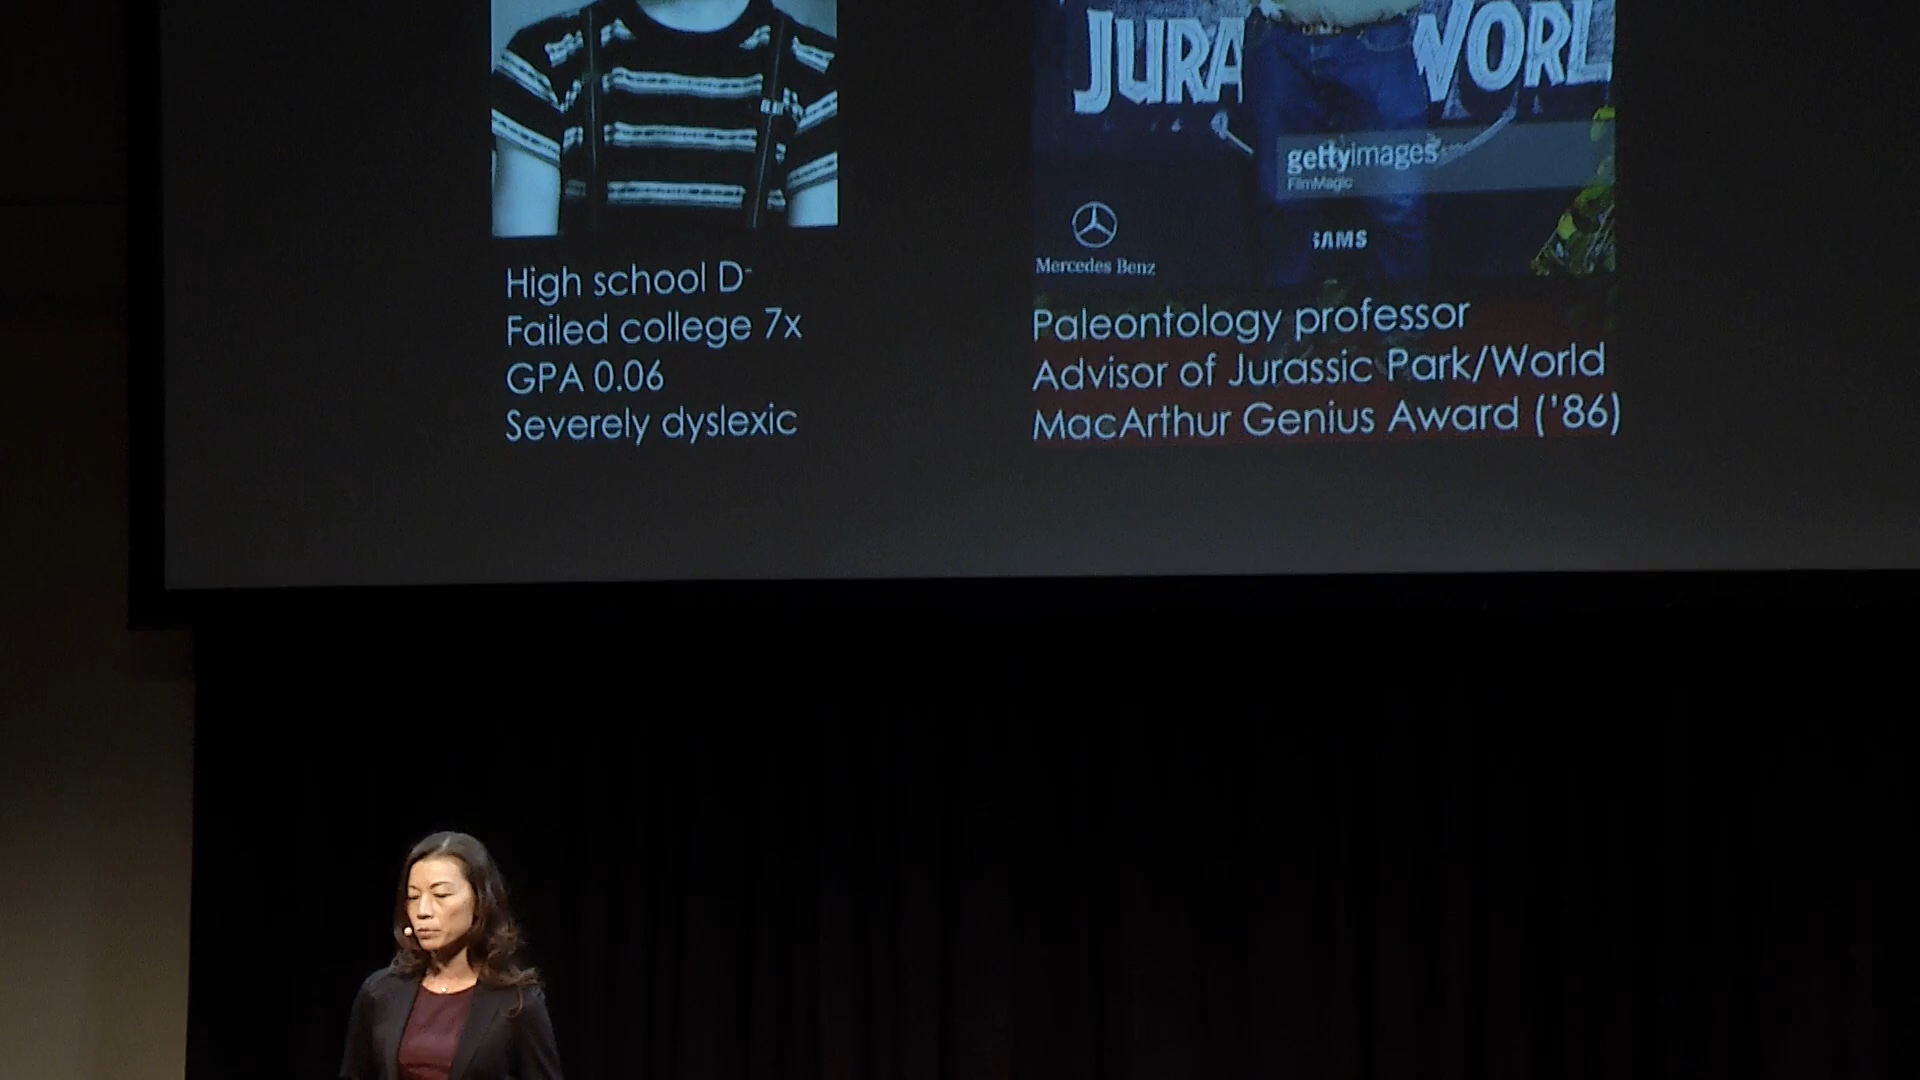 JURA WORL
gettyimages
FilmMagic
SAMS
Mercedes Benz
High school D-
Failed college 7x
GPA 0.06
Severely dyslexic
Paleontology professor
Advisor of Jurassic Park/World
MacArthur Genius Award ('86)